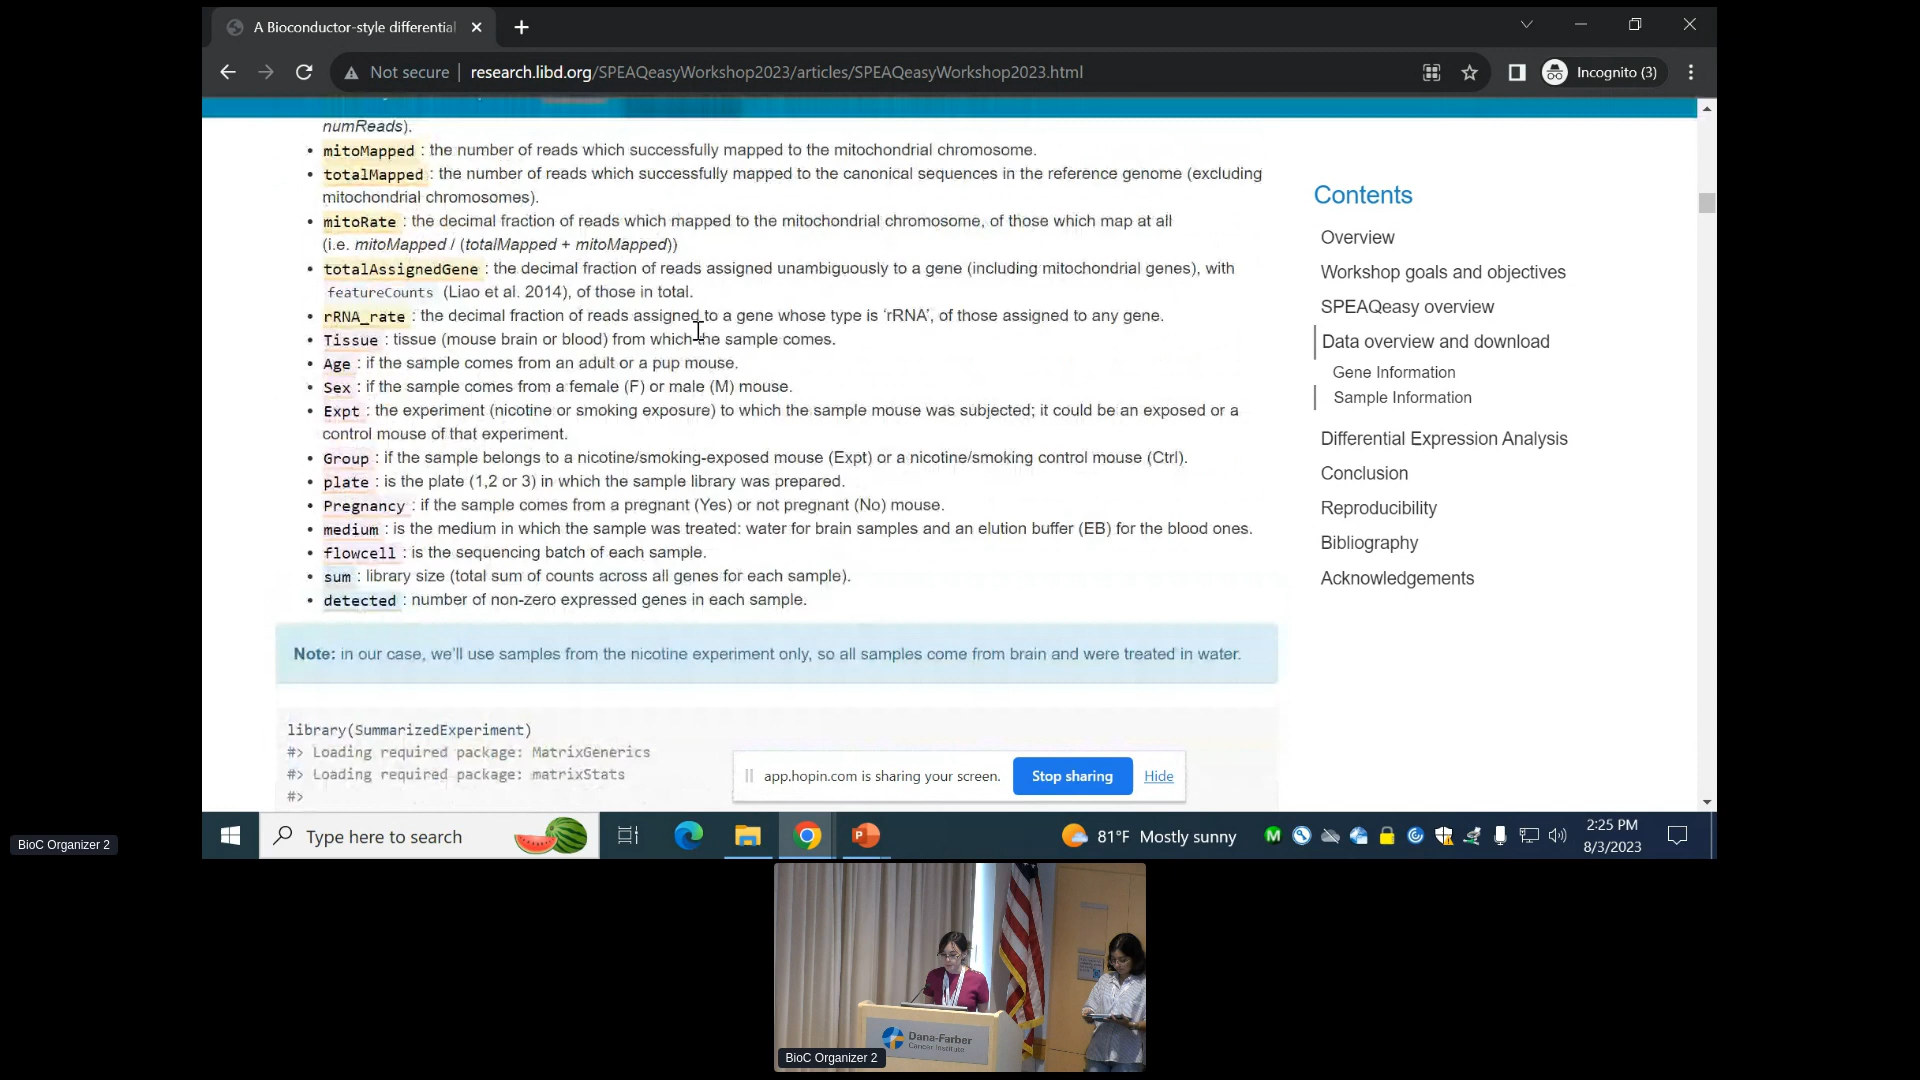 A Bioconductor-style differential
Not secure
research.libd.org/SPEAQeasyWorkshop2023/articles/SPEAQeasyWorkshop2023.html
Incognito (3)
numReads).
• mitoMapped : the number of reads which successfully mapped to the mitochondrial chromosome.
• totalMapped : the number of reads which successfully mapped to the canonical sequences in the reference genome (excluding
mitochondrial chromosomes).
• mitoRate : the decimal fraction of reads which mapped to the mitochondrial chromosome, of those which map at all
(i.e. mitoMapped / (totalMapped + mitoMapped))
• totalAssignedGene : the decimal fraction of reads assigned unambiguously to a gene (including mitochondrial genes), with
featureCounts (Liao et al. 2014), of those in total.
• rRNA_rate : the decimal fraction of reads assigned to a gene whose type is ‘rRNA’, of those assigned to any gene.
• Tissue : tissue (mouse brain or blood) from which the sample comes.
• Age : if the sample comes from an adult or a pup mouse.
• Sex : if the sample comes from a female (F) or male (M) mouse.
• Expt : the experiment (nicotine or smoking exposure) to which the sample mouse was subjected; it could be an exposed or a
control mouse of that experiment.
• Group : if the sample belongs to a nicotine/smoking-exposed mouse (Expt) or a nicotine/smoking control mouse (Ctrl).
• plate : is the plate (1,2 or 3) in which the sample library was prepared.
• Pregnancy : if the sample comes from a pregnant (Yes) or not pregnant (No) mouse.
• medium : is the medium in which the sample was treated: water for brain samples and an elution buffer (EB) for the blood ones.
• flowcell : is the sequencing batch of each sample.
• sum : library size (total sum of counts across all genes for each sample).
• detected : number of non-zero expressed genes in each sample.
Note: in our case, we’ll use samples from the nicotine experiment only, so all samples come from brain and were treated in water.
library(SummarizedExperiment)
#> Loading required package: MatrixGenerics
#> Loading required package: matrixStats
#>
Contents
Overview
Workshop goals and objectives
SPEAQeasy overview
Data overview and download
Gene Information
Sample Information
Differential Expression Analysis
Conclusion
Reproducibility
Bibliography
Acknowledgements
app.hopin.com is sharing your screen.
Stop sharing
Hide
Type here to search
81°F Mostly sunny
2:25 PM
8/3/2023
BioC Organizer 2
Dana-Farber
Cancer Institute
BioC Organizer 2